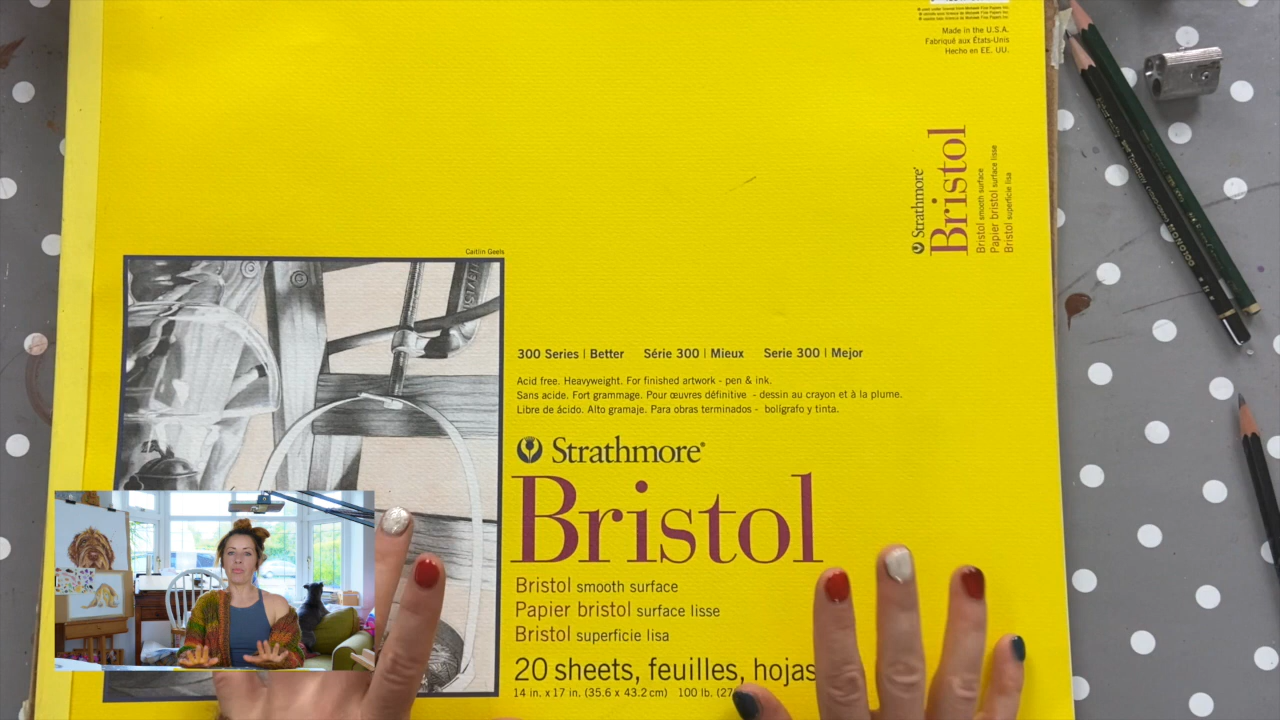 Made in the U.S.A.
Fabriqué aux États-Unis
Hecho en EE. UU.
Strathmore®
Bristol
Bristol smooth surface
Papier bristol surface lisse
Bristol superficie lisa
MONO100
Caitlin Geels
300 Series | Better Série 300 | Mieux Serie 300 | Mejor
Acid free. Heavyweight. For finished artwork - pen & ink.
Sans acide. Fort grammage. Pour œuvres définitive - dessin au crayon et à la plume.
Libre de ácido. Alto gramaje. Para obras terminados - bolígrafo y tinta.
Strathmore®
Bristol
Bristol smooth surface
Papier bristol surface lisse
Bristol superficie lisa
20 sheets, feuilles, hojas
14 in. x 17 in. (35.6 x 43.2 cm) 100 lb. (27